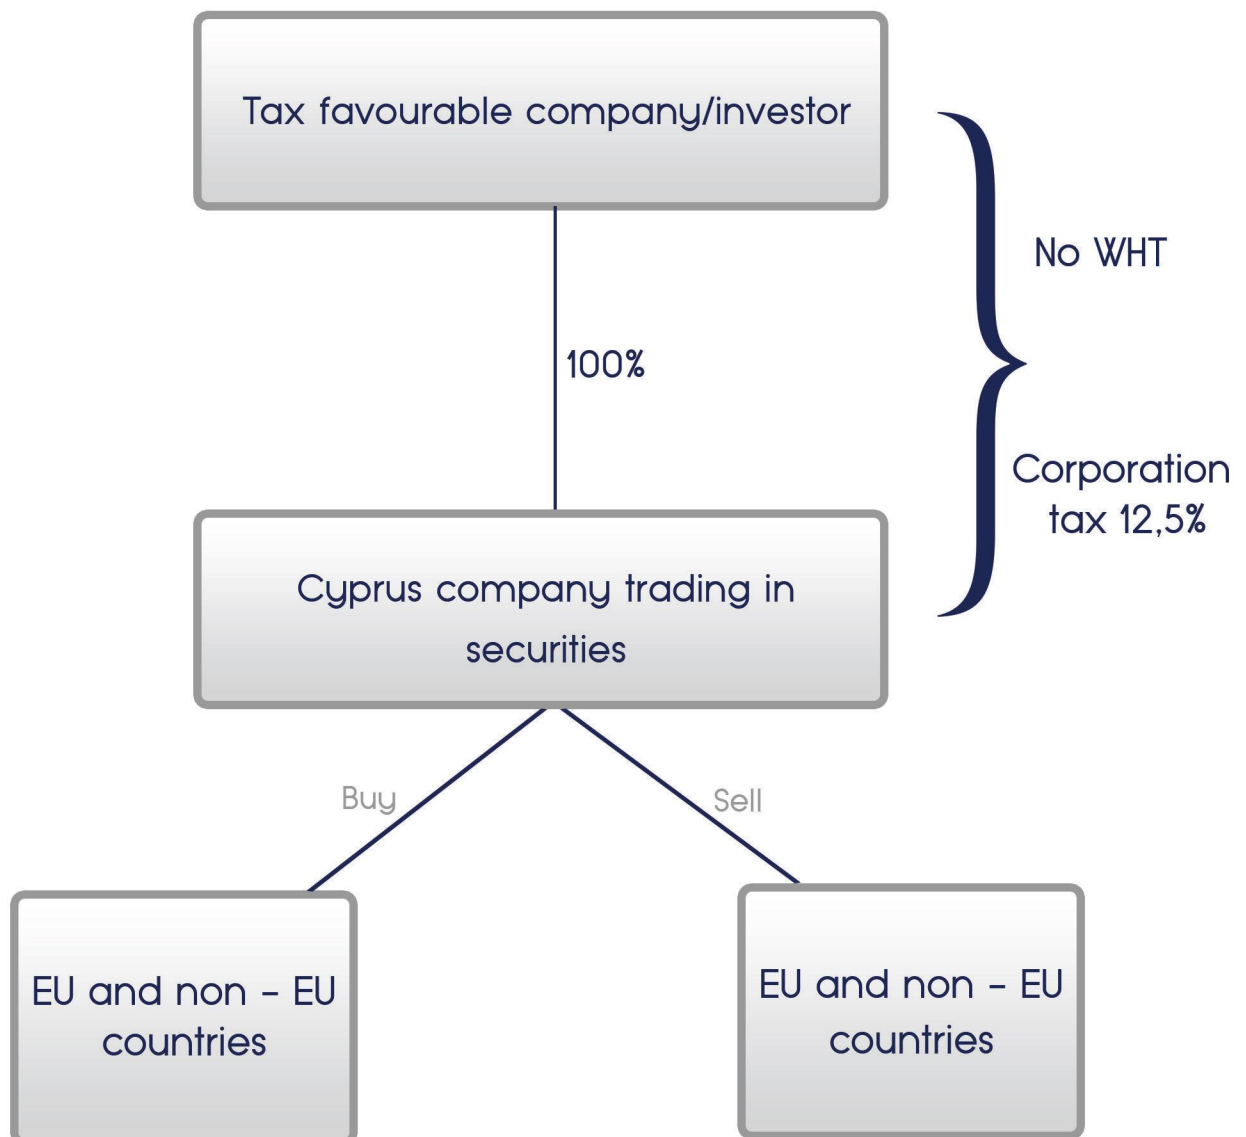 Tax favourable company/investor
No WHT
100%
Corporation
tax 12,5%
Cyprus company trading in
securities
Buy
Sell
EU and non - EU
countries
EU and non - EU
countries